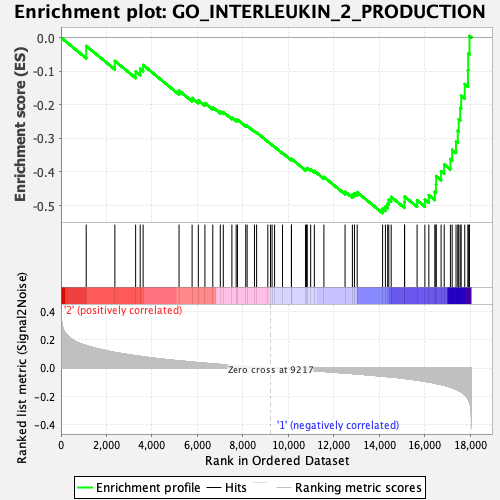 Enrichment plot: GO_INTERLEUKIN_2_PRODUCTION
Enrichment score (ES)
0.0
-0.1
-0.2
-0.3
-0.4
-0.5
'2' (positively correlated)
Zero cross at 9217
'1' (negatively correlated)
Ranked list metric (Signal2Noise)
0.4
0.2
0.0
-0.2
-0.4
0 2,000 4,000 6,000 8,000 10,000 12,000 14,000 16,000 18,000
Rank in Ordered Dataset
Enrichment profile Hits Ranking metric scores